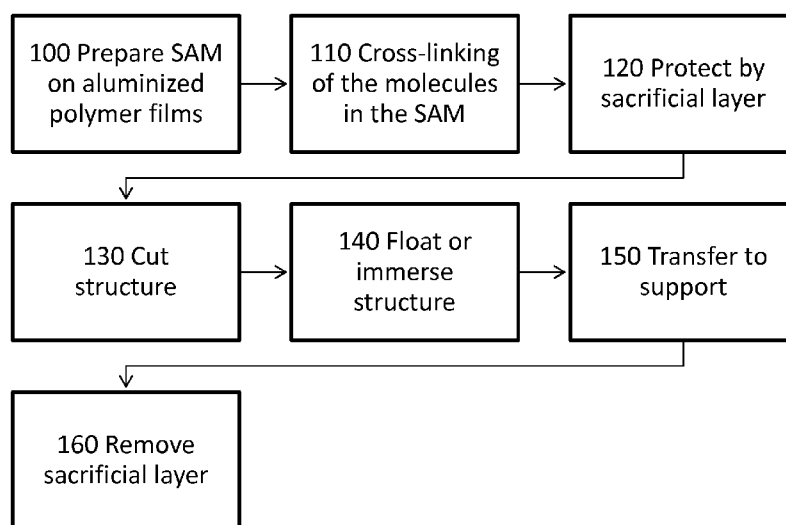 100 Prepare SAM
on aluminized
polymer films
110 Cross-linking
of the molecules
in the SAM
120 Protect by
sacrificial layer
130 Cut
structure
140 Float or
immerse
structure
150 Transfer to
support
160 Remove
sacrificial layer